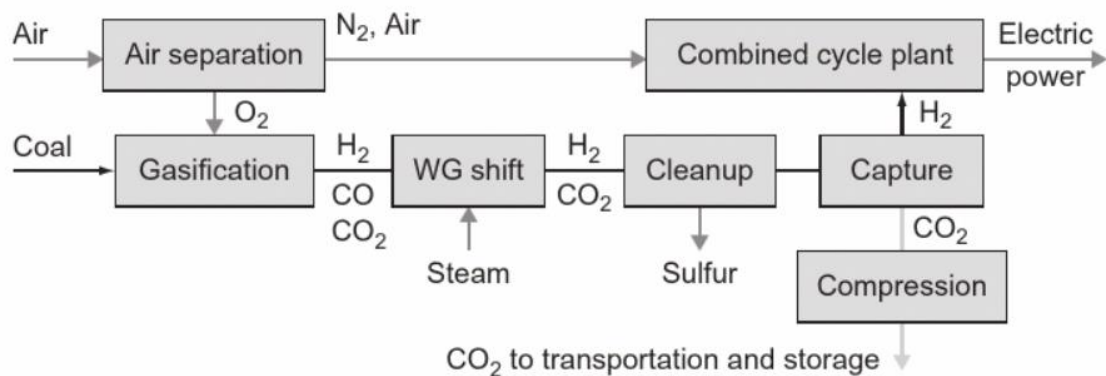 Air
Air separation
N₂, Air
Combined cycle plant
Electric
power
O₂
H₂
Coal
Gasification
H₂
CO
CO₂
WG shift
H₂
CO₂
Cleanup
Capture
CO₂
Steam
Sulfur
Compression
CO₂ to transportation and storage